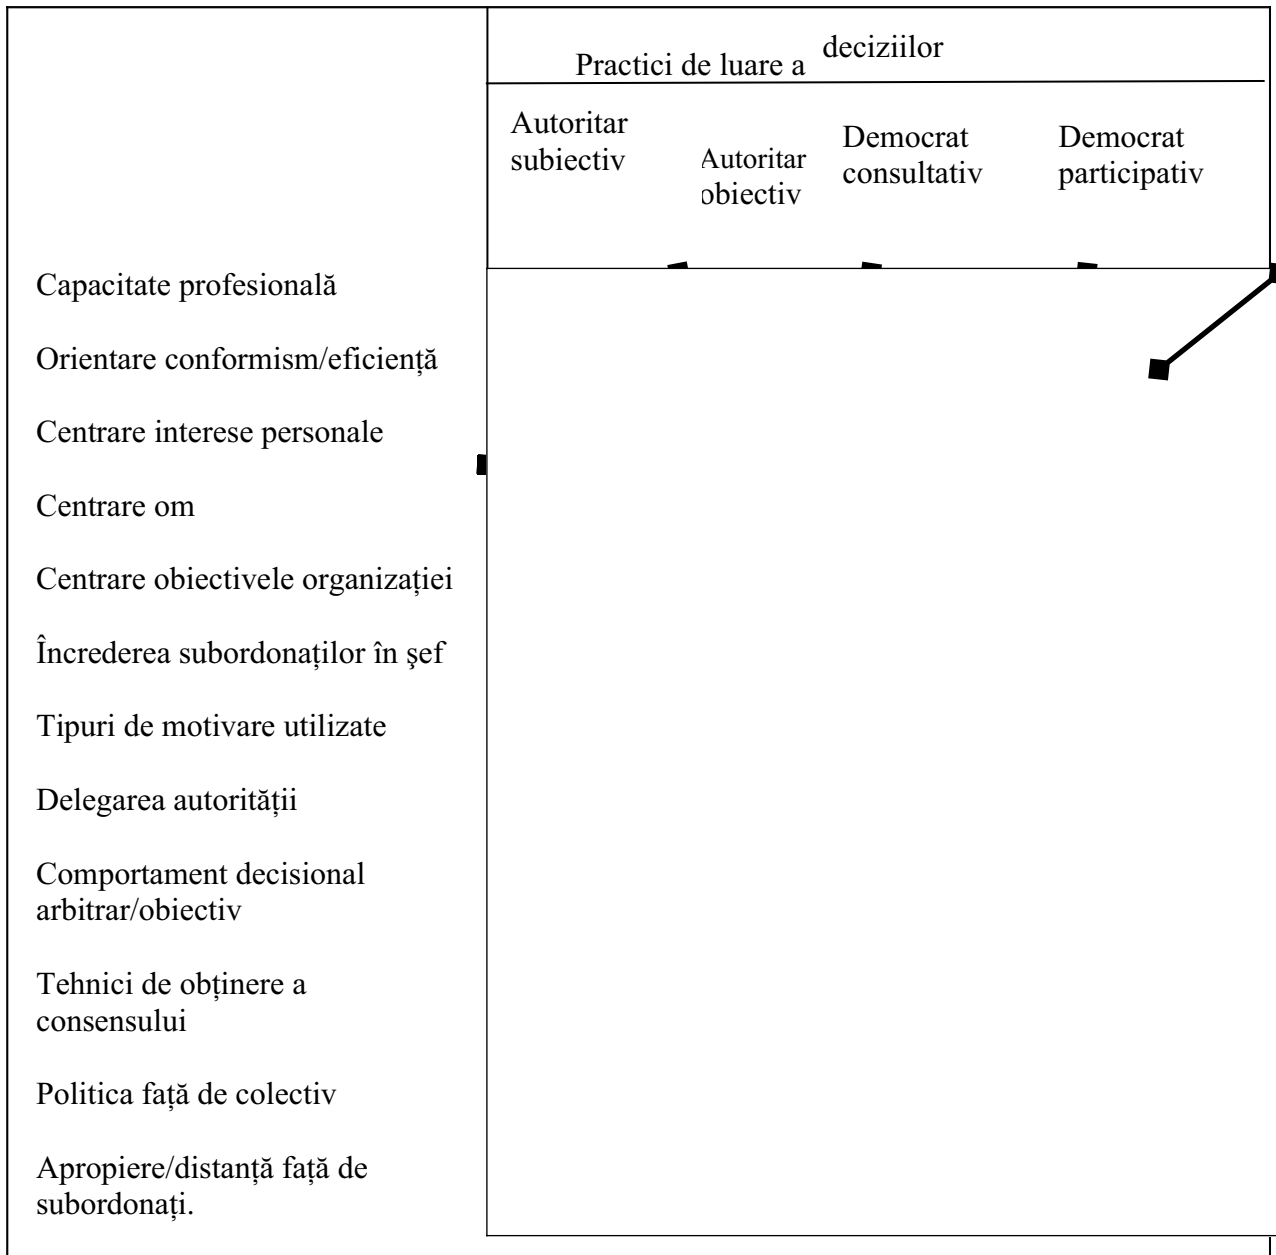 Practici de luare a deciziilor
Autoritar
subiectiv
Autoritar
obiectiv
Democrat
consultativ
Democrat
participativ
Capacitate profesională
Orientare conformism/eficiență
Centrare interese personale
Centrare om
Centrare obiectivele organizației
Încrederea subordonaților în şef
Tipuri de motivare utilizate
Delegarea autorității
Comportament decisional
arbitrar/obiectiv
Tehnici de obținere a
consensului
Politica față de colectiv
Apropiere/distanță față de
subordonați.